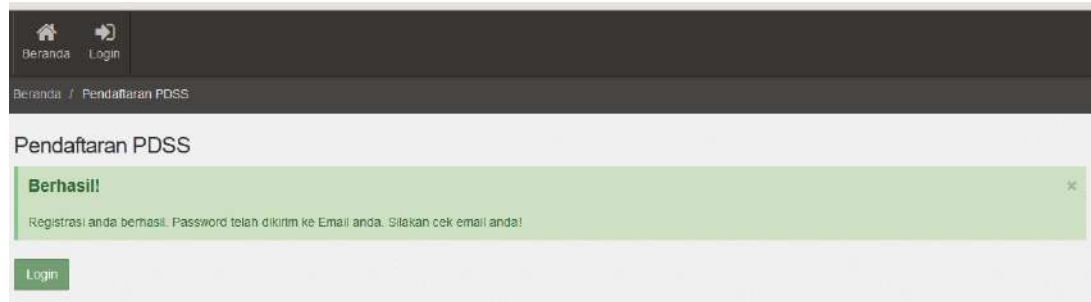 Beranda Login
Beranda / Pendaftaran PDSS
Pendaftaran PDSS
Berhasil!
Registrasi anda berhasil. Password telah dikirim ke Email anda. Silakan cek email anda!
Login